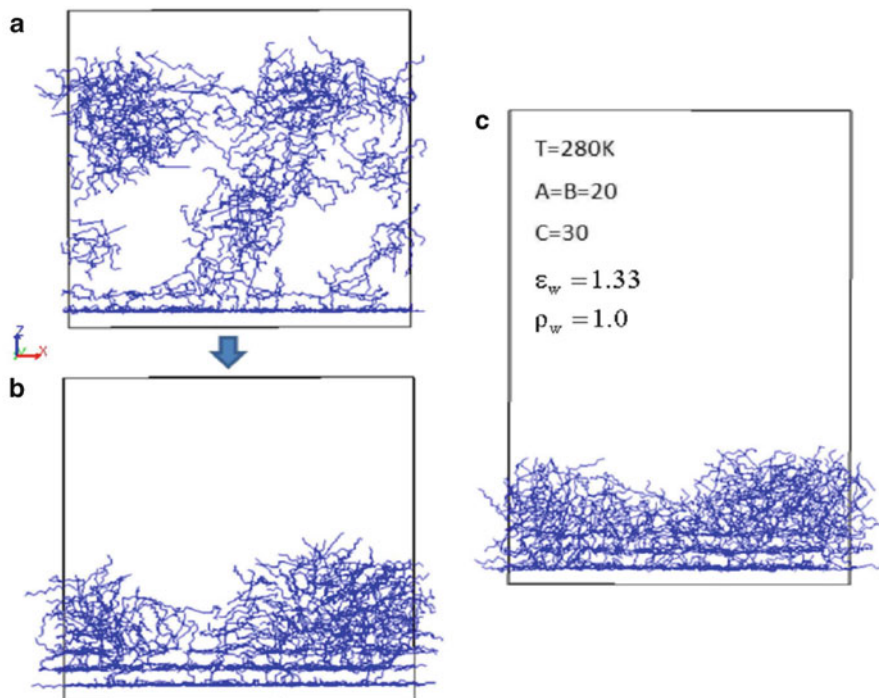 a
Z
Y
X
b
c
T=280K
A=B=20
C=30
ε_w = 1.33
ρ_w = 1.0